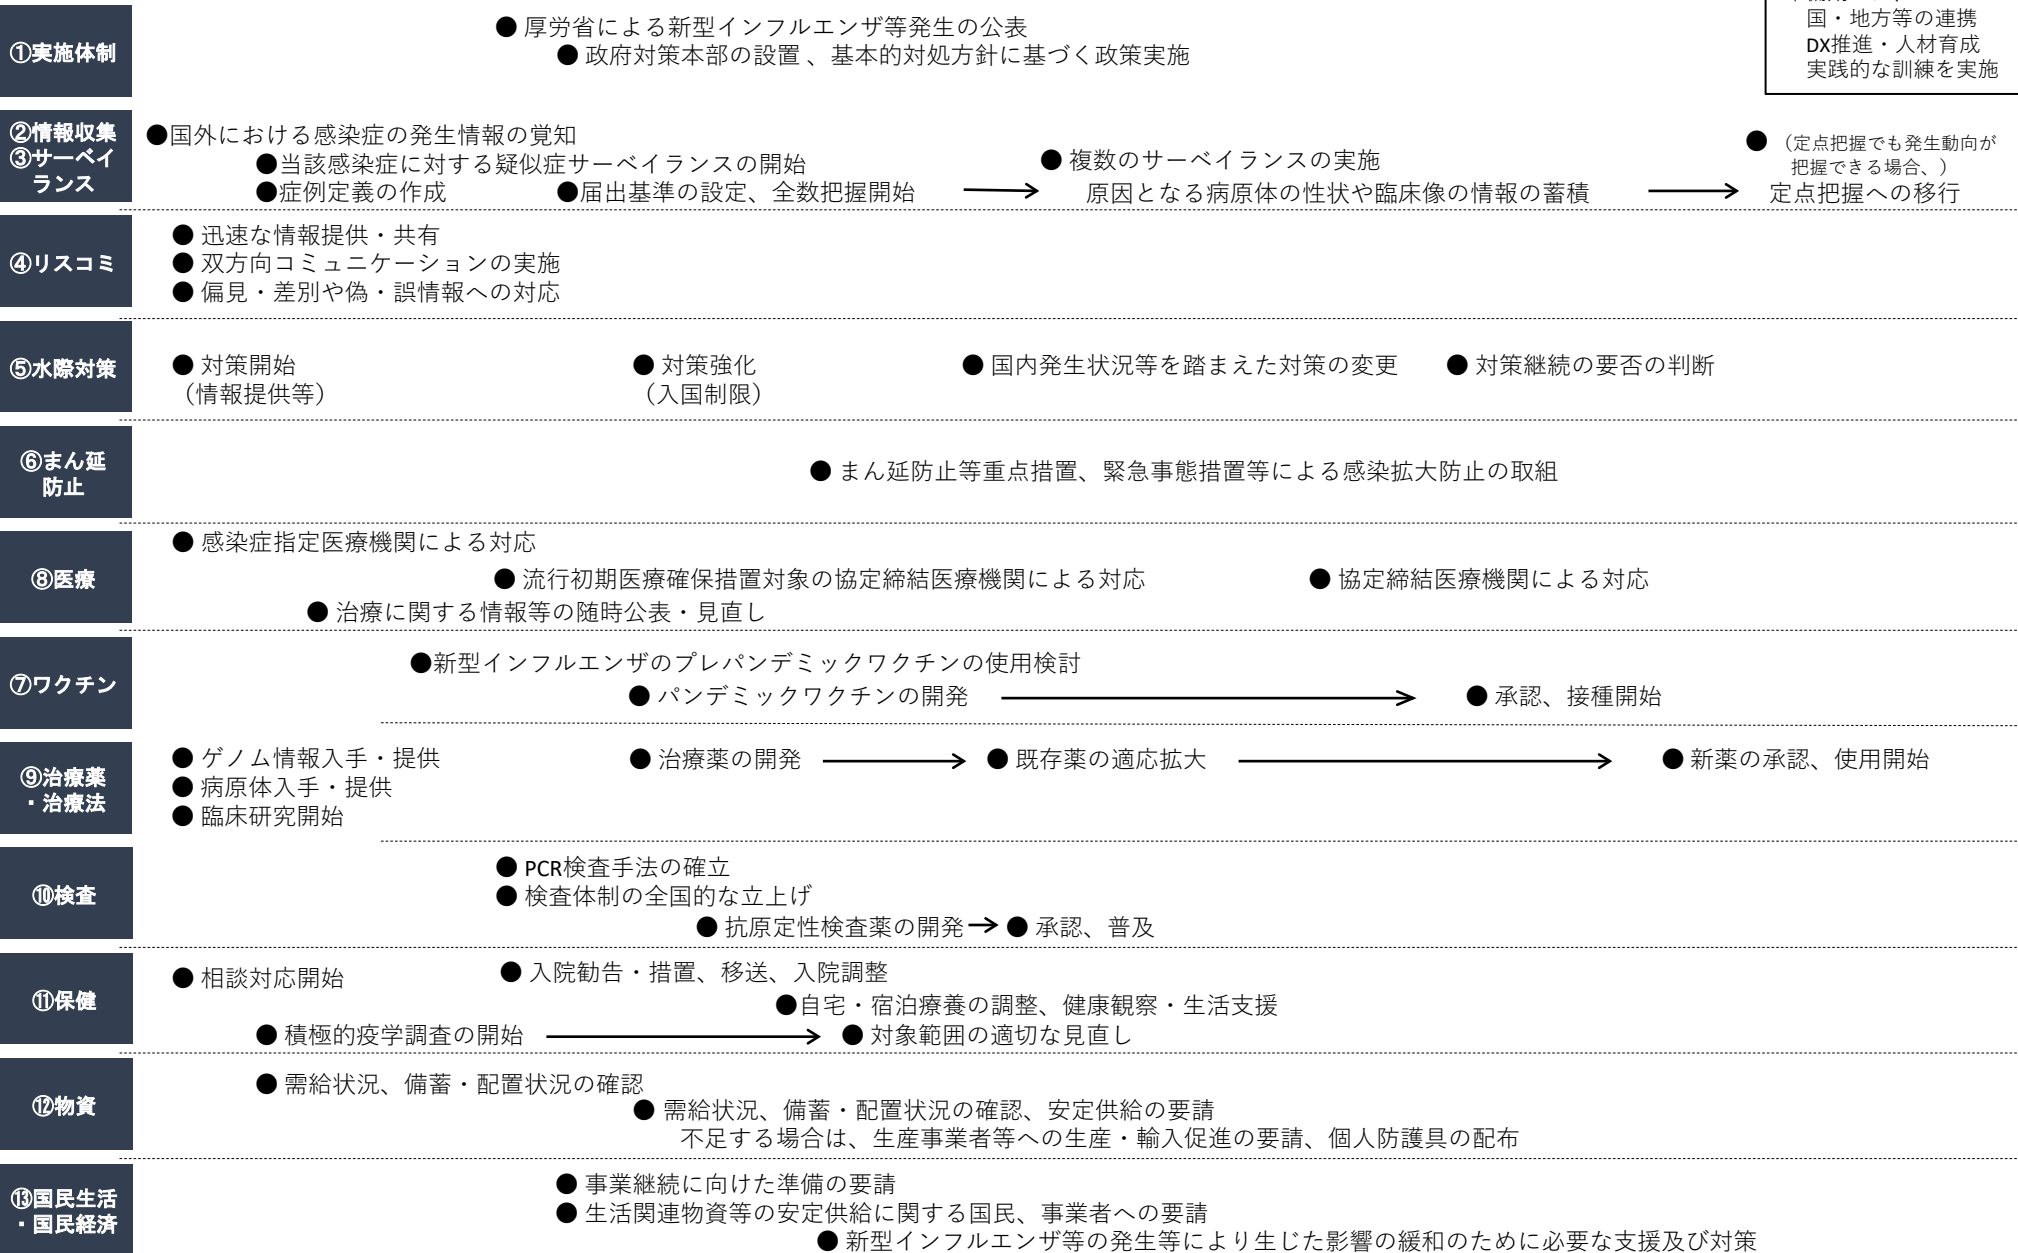 国・地方等の連携
DX推進・人材育成
実践的な訓練を実施
①実施体制
● 厚労省による新型インフルエンザ等発生の公表
● 政府対策本部の設置 、基本的対処方針に基づく政策実施
②情報収集
③サーベイ
ランス
●国外における感染症の発生情報の覚知
●当該感染症に対する疑似症サーベイランスの開始
●症例定義の作成
●届出基準の設定、全数把握開始
● 複数のサーベイランスの実施
原因となる病原体の性状や臨床像の情報の蓄積
● （定点把握でも発生動向が
把握できる場合、）
定点把握への移行
④リスコミ
● 迅速な情報提供・共有
● 双方向コミュニケーションの実施
● 偏見・差別や偽・誤情報への対応
⑤水際対策
● 対策開始
（情報提供等）
● 対策強化
（入国制限）
● 国内発生状況等を踏まえた対策の変更
● 対策継続の要否の判断
⑥まん延
防止
● まん延防止等重点措置、緊急事態措置等による感染拡大防止の取組
⑧医療
● 感染症指定医療機関による対応
● 流行初期医療確保措置対象の協定締結医療機関による対応
● 協定締結医療機関による対応
● 治療に関する情報等の随時公表・見直し
⑦ワクチン
●新型インフルエンザのプレパンデミックワクチンの使用検討
● パンデミックワクチンの開発
● 承認、接種開始
⑨治療薬
・治療法
● ゲノム情報入手・提供
● 病原体入手・提供
● 臨床研究開始
● 治療薬の開発
● 既存薬の適応拡大
● 新薬の承認、使用開始
⑩検査
● PCR検査手法の確立
● 検査体制の全国的な立上げ
● 抗原定性検査薬の開発
● 承認、普及
⑪保健
● 相談対応開始
● 入院勧告・措置、移送、入院調整
●自宅・宿泊療養の調整、健康観察・生活支援
● 積極的疫学調査の開始
● 対象範囲の適切な見直し
⑫物資
● 需給状況、備蓄・配置状況の確認
● 需給状況、備蓄・配置状況の確認、安定供給の要請
不足する場合は、生産事業者等への生産・輸入促進の要請、個人防護具の配布
⑬国民生活
・国民経済
● 事業継続に向けた準備の要請
● 生活関連物資等の安定供給に関する国民、事業者への要請
● 新型インフルエンザ等の発生等により生じた影響の緩和のために必要な支援及び対策